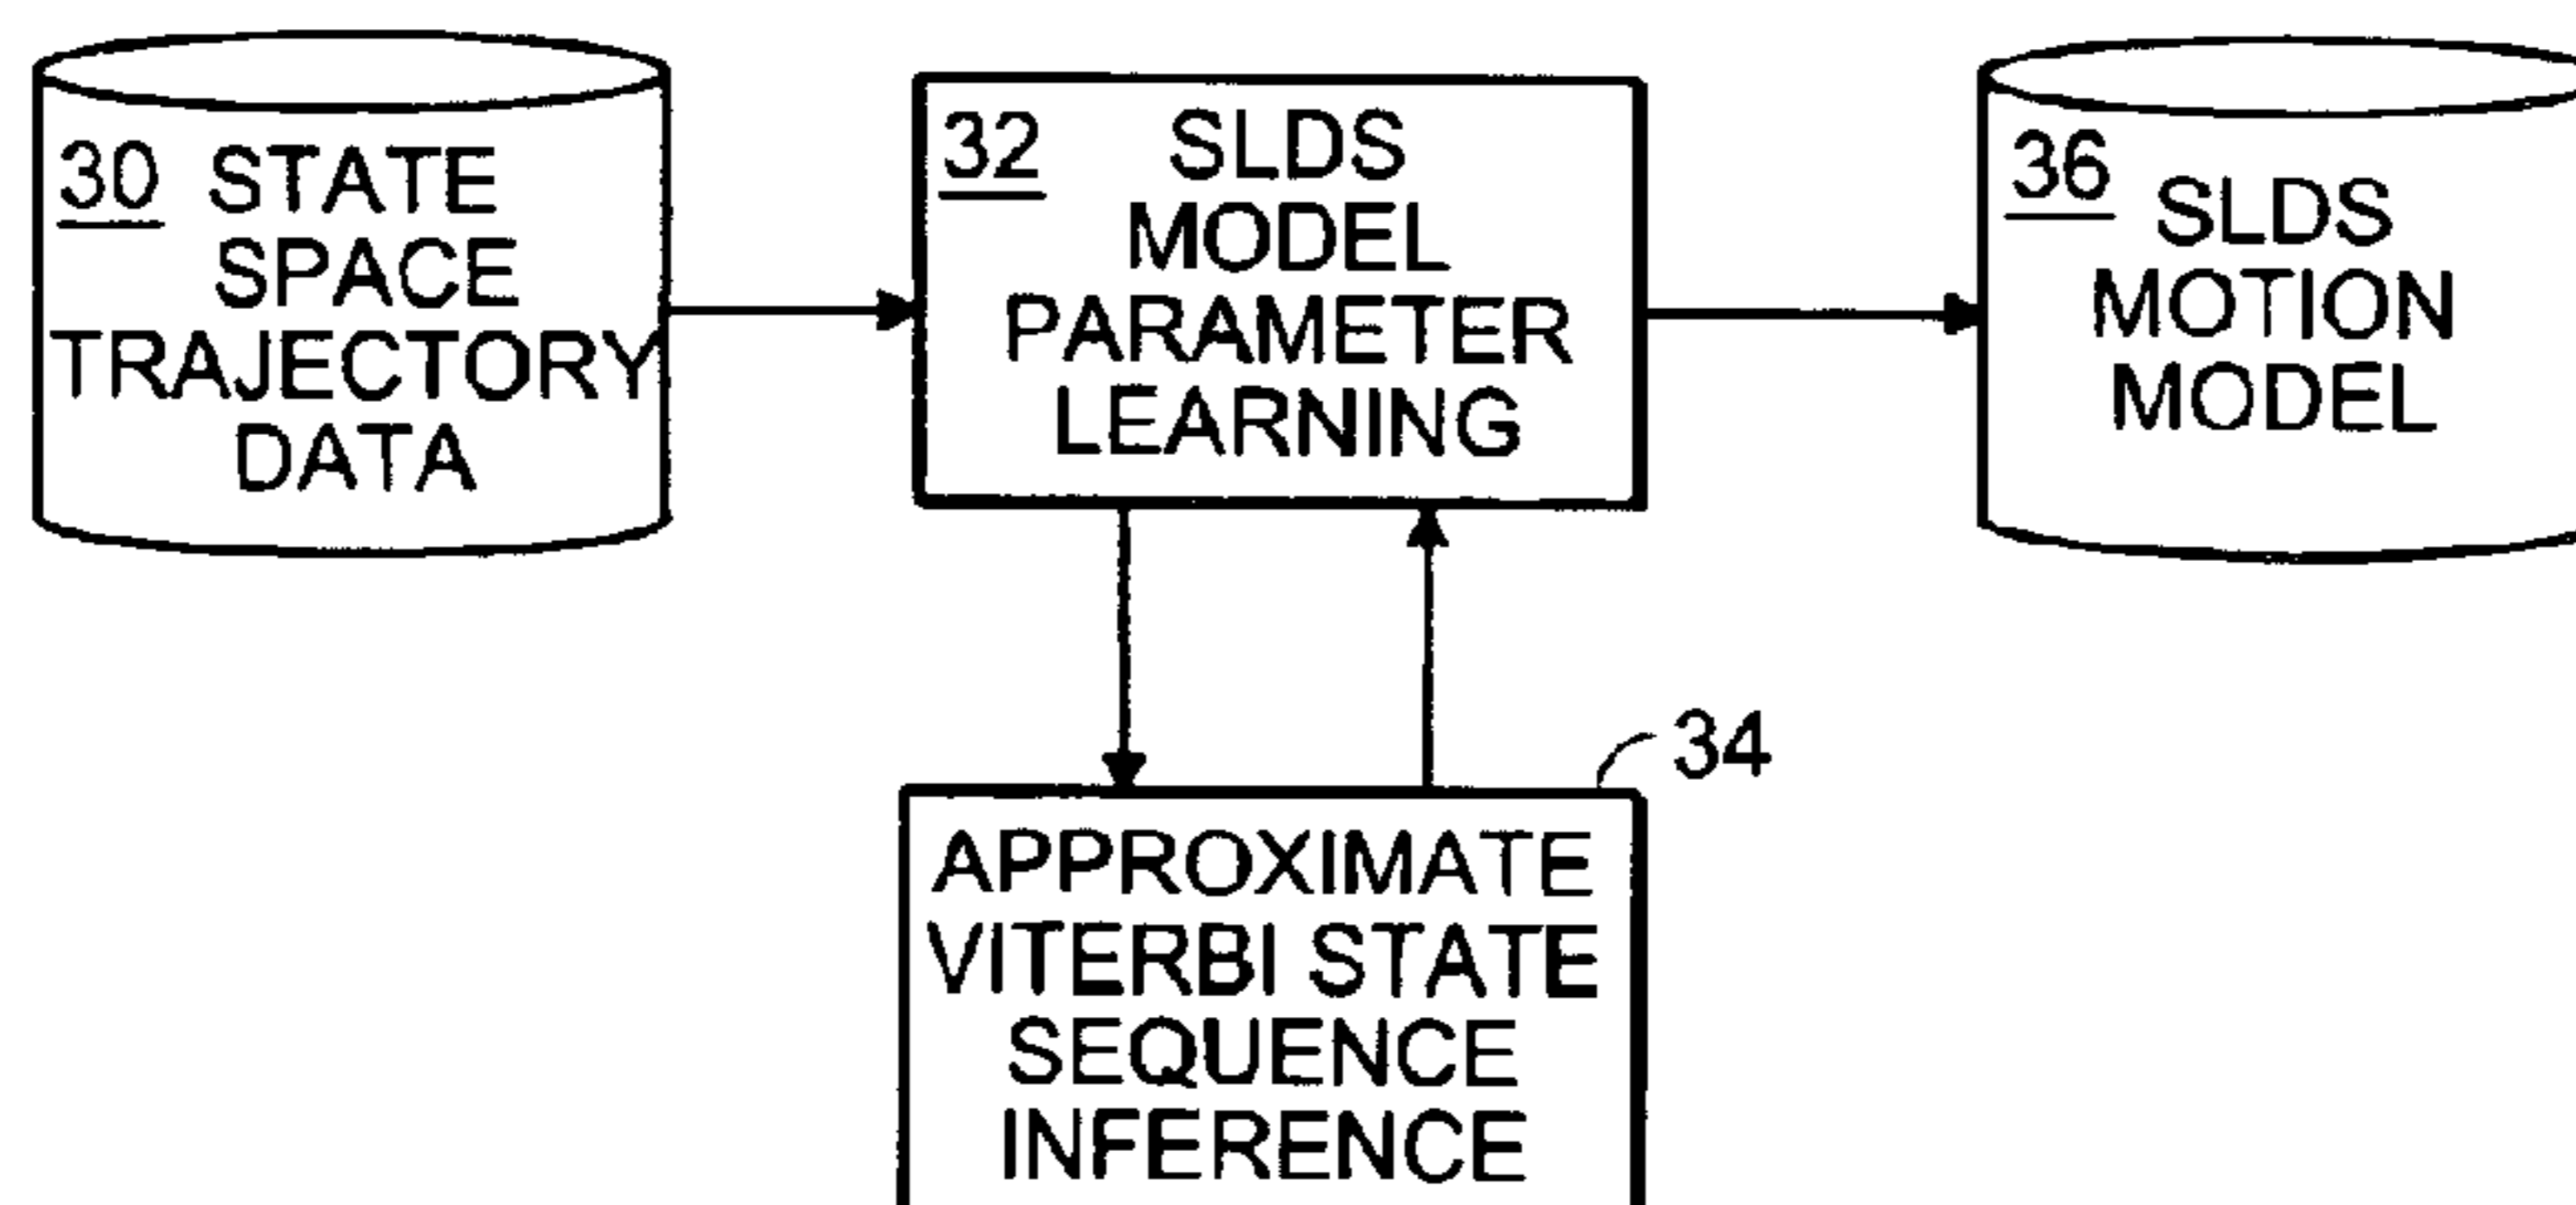 30 STATE
SPACE
TRAJECTORY
DATA
32 SLDS
MODEL
PARAMETER
LEARNING
36
SLDS
MOTION
MODEL
34
APPROXIMATE
VITERBI STATE
SEQUENCE
INFERENCE